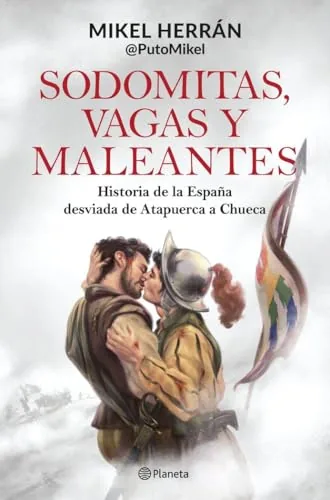 MIKEL HERRÁN
@PutoMikel
SODOMITAS,
VAGAS Y
MALEANTES
Historia de la España
desviada de Atapuerca a Chueca
Planeta